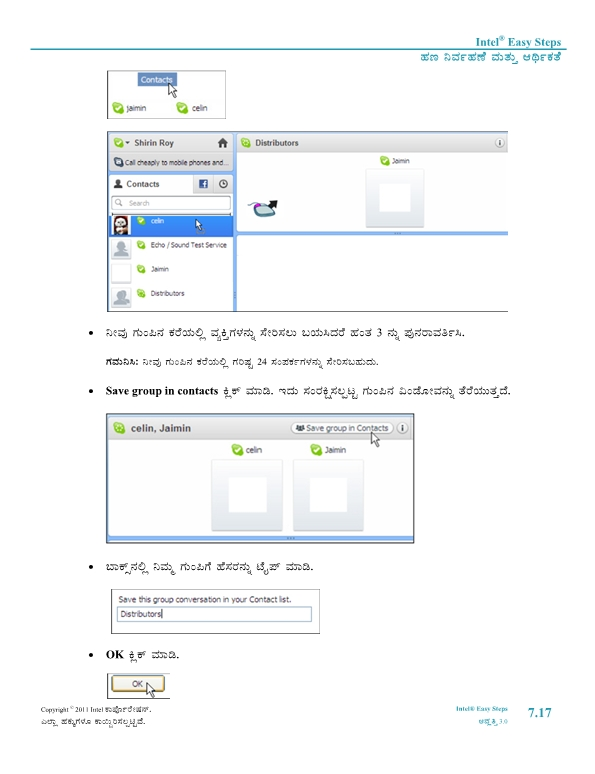 Intel® Easy Steps
ಹಣ ನಿರ್ವಹಣೆ ಮತ್ತು ಆರ್ಥಿಕತೆ
Contacts
jaimin celin
Shirin Roy
Distributors
Call cheaply to mobile phones and...
Jaimin
Contacts
Search
celin
Echo / Sound Test Service
Jaimin
Distributors
• ನೀವು ಗುಂಪಿನ ಕರೆಯಲ್ಲಿ ವ್ಯಕ್ತಿಗಳನ್ನು ಸೇರಿಸಲು ಬಯಸಿದರೆ ಹಂತ 3 ನ್ನು ಪುನರಾವರ್ತಿಸಿ.
ಗಮನಿಸಿ: ನೀವು ಗುಂಪಿನ ಕರೆಯಲ್ಲಿ ಗರಿಷ್ಟ 24 ಸಂಪರ್ಕಗಳನ್ನು ಸೇರಿಸಬಹುದು.
• Save group in contacts ಕ್ಲಿಕ್ ಮಾಡಿ. ಇದು ಸಂರಕ್ಷಿಸಲ್ಪಟ್ಟ ಗುಂಪಿನ ವಿಂಡೋವನ್ನು ತೆರೆಯುತ್ತದೆ.
celin, Jaimin
Save group in Contacts
celin Jaimin
• ಬಾಕ್ಸ್‌ನಲ್ಲಿ ನಿಮ್ಮ ಗುಂಪಿಗೆ ಹೆಸರನ್ನು ಟೈಪ್ ಮಾಡಿ.
Save this group conversation in your Contact list.
Distributors
• OK ಕ್ಲಿಕ್ ಮಾಡಿ.
OK
Copyright © 2011 Intel ಕಾರ್ಪೊರೇಷನ್.
ಎಲ್ಲಾ ಹಕ್ಕುಗಳೂ ಕಾಯ್ದಿರಿಸಲ್ಪಟ್ಟಿವೆ.
Intel® Easy Steps
ಆವೃತ್ತಿ 3.0
7.17